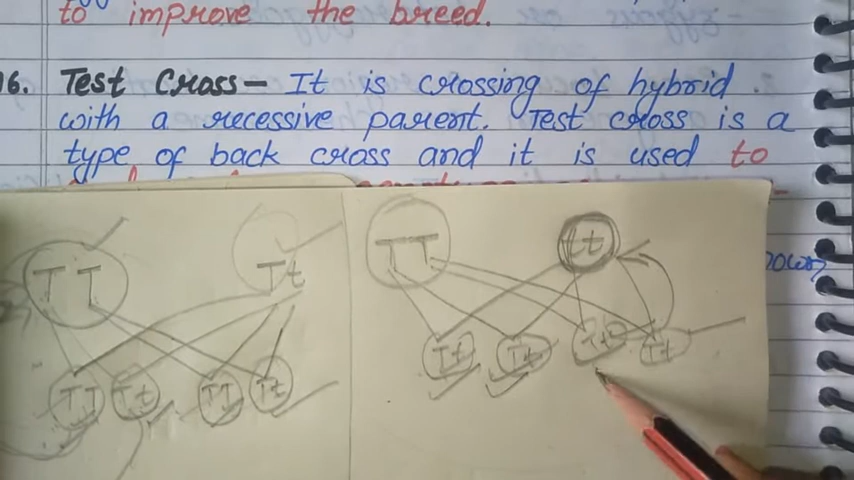 to improve the breed.
16. Test Cross- It is crossing of hybrid
with a recessive parent. Test cross is a
type of back cross and it is used to
TT Tt TT tt
TT Tt TT Tt Tt Tt Tt Tt